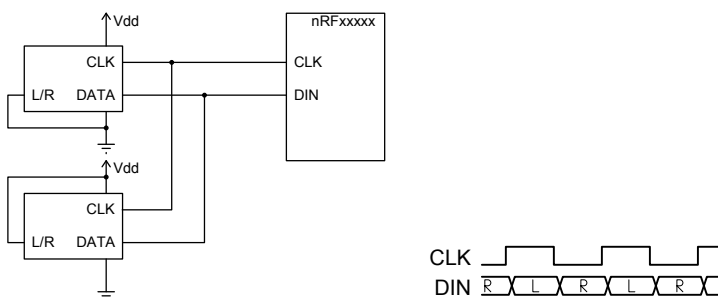 Vdd
nRFxxxxx
CLK
CLK
L/R DATA
DIN
Vdd
CLK
L/R DATA
CLK
DIN R L R L R